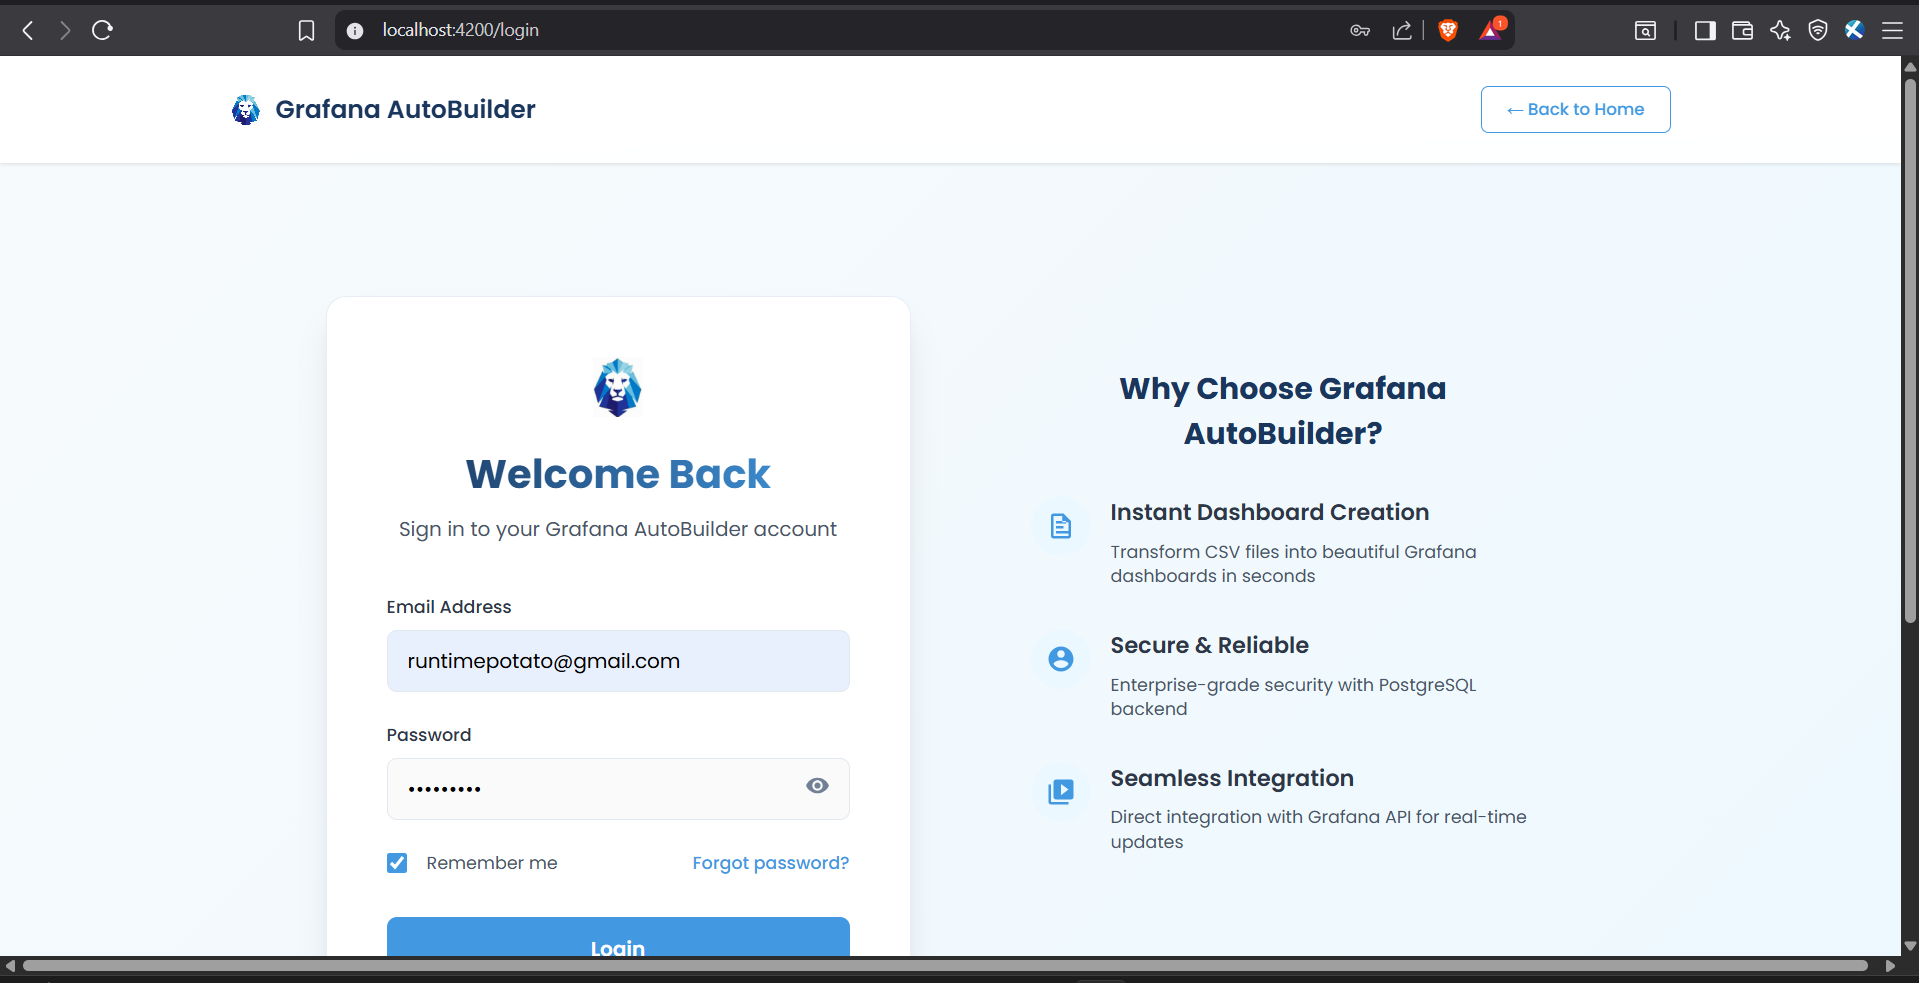 localhost:4200/login
1
Grafana AutoBuilder
← Back to Home
Welcome Back
Sign in to your Grafana AutoBuilder account
Email Address
runtimepotato@gmail.com
Password
•••••••••
Remember me
Forgot password?
Login
Why Choose Grafana
AutoBuilder?
Instant Dashboard Creation
Transform CSV files into beautiful Grafana
dashboards in seconds
Secure & Reliable
Enterprise-grade security with PostgreSQL
backend
Seamless Integration
Direct integration with Grafana API for real-time
updates